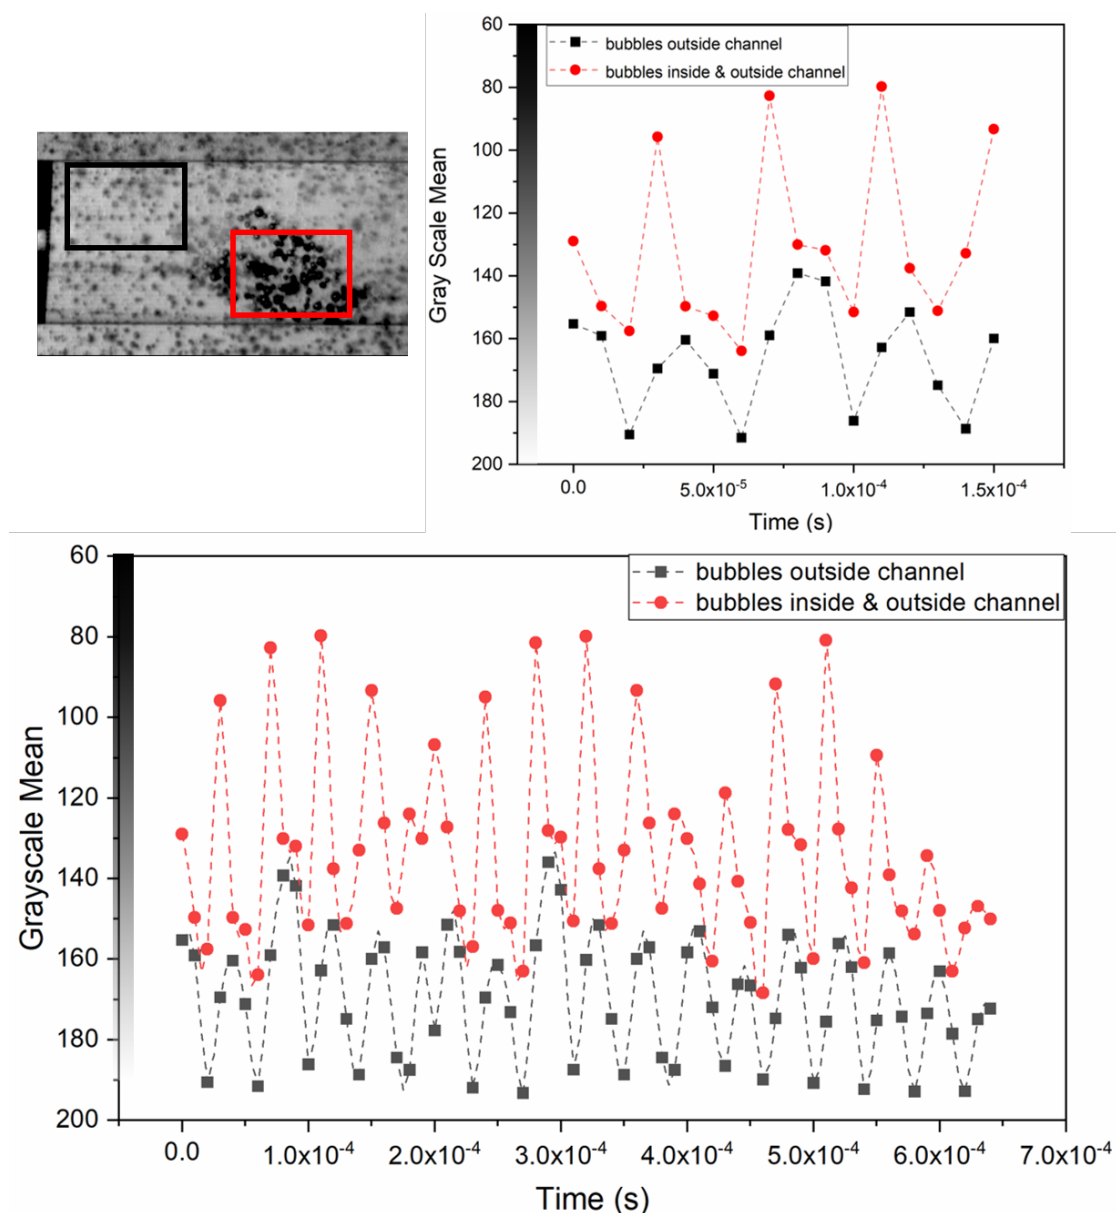 60
80
100
120
140
160
180
200
Gray Scale Mean
bubbles outside channel
bubbles inside & outside channel
0.0
5.0x10⁻⁵
1.0x10⁻⁴
1.5x10⁻⁴
Time (s)
60
80
100
120
140
160
180
200
Grayscale Mean
bubbles outside channel
bubbles inside & outside channel
0.0
1.0x10⁻⁴
2.0x10⁻⁴
3.0x10⁻⁴
4.0x10⁻⁴
5.0x10⁻⁴
6.0x10⁻⁴
7.0x10⁻⁴
Time (s)